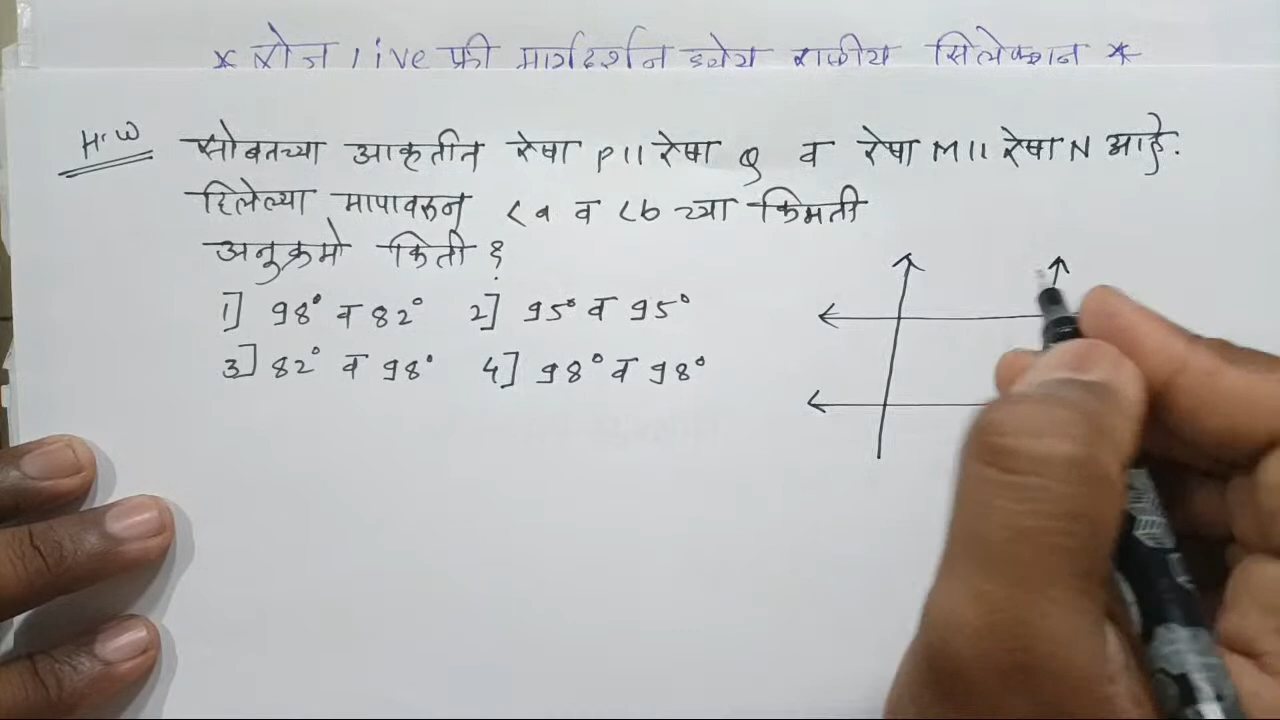 * रोज live फ्री मार्गदर्शन ध्येय राज्यीय सिलेक्शन *
H.W सोबतच्या आकृतीत रेषा P॥ रेषा Q व रेषा M॥ रेषा N आहे.
दिलेल्या मापावरून <a व <b च्या किमती
अनुक्रमे किती ?
1] 98° व 82° 2] 95° व 95°
3] 82° व 98° 4] 98° व 98°